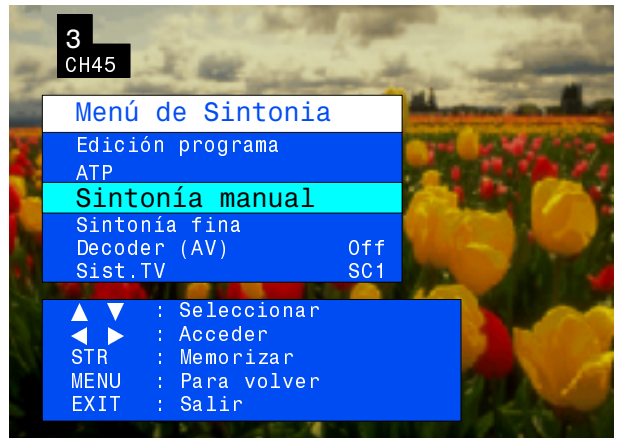 3
CH45
Menú de Sintonia
Edición programa
ATP
Sintonía manual
Sintonía fina
Decoder (AV) Off
Sist.TV SC1
▲ ▼ : Seleccionar
◀ ▶ : Acceder
STR : Memorizar
MENU : Para volver
EXIT : Salir